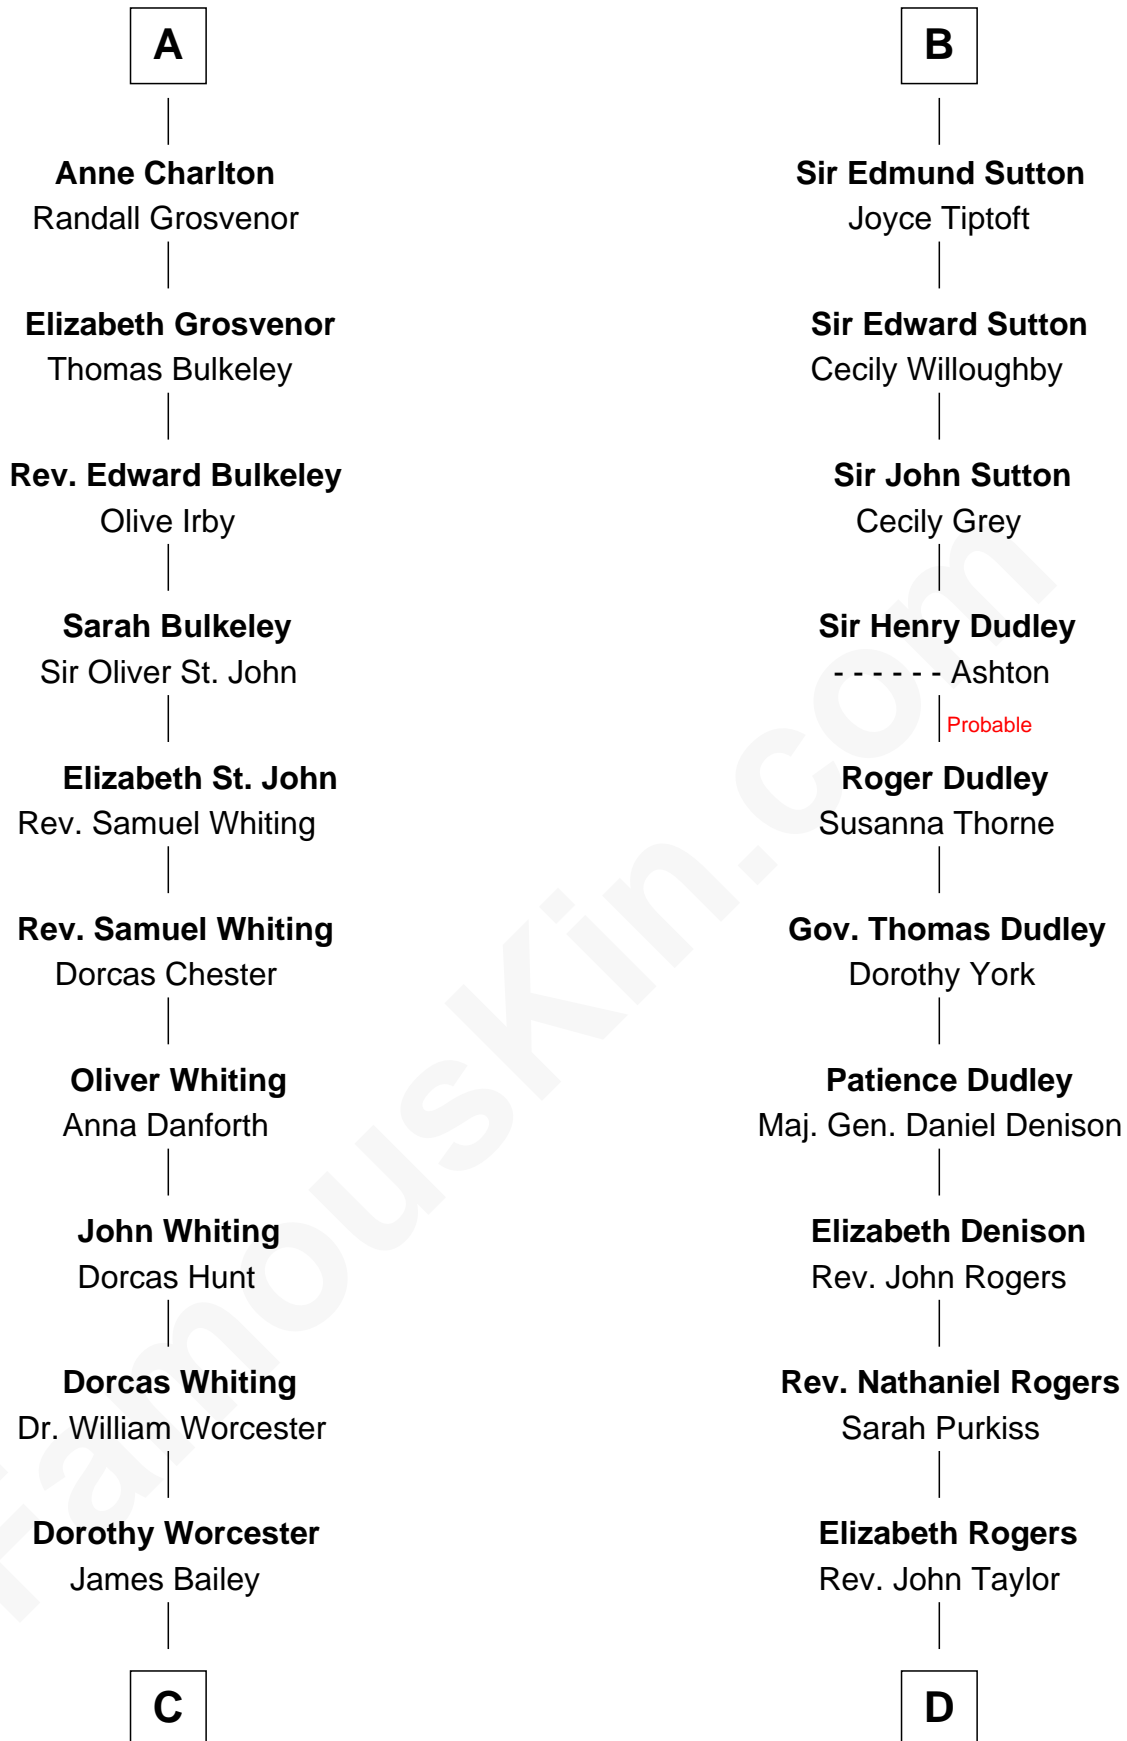 A
Anne Charlton
Randall Grosvenor
Elizabeth Grosvenor
Thomas Bulkeley
Rev. Edward Bulkeley
Olive Irby
Sarah Bulkeley
Sir Oliver St. John
Elizabeth St. John
Rev. Samuel Whiting
Rev. Samuel Whiting
Dorcas Chester
Oliver Whiting
Anna Danforth
John Whiting
Dorcas Hunt
Dorcas Whiting
Dr. William Worcester
Dorothy Worcester
James Bailey
C
B
Sir Edmund Sutton
Joyce Tiptoft
Sir Edward Sutton
Cecily Willoughby
Sir John Sutton
Cecily Grey
Sir Henry Dudley
- - - - - - Ashton
Probable
Roger Dudley
Susanna Thorne
Gov. Thomas Dudley
Dorothy York
Patience Dudley
Maj. Gen. Daniel Denison
Elizabeth Denison
Rev. John Rogers
Rev. Nathaniel Rogers
Sarah Purkiss
Elizabeth Rogers
Rev. John Taylor
D
FamousKin.com